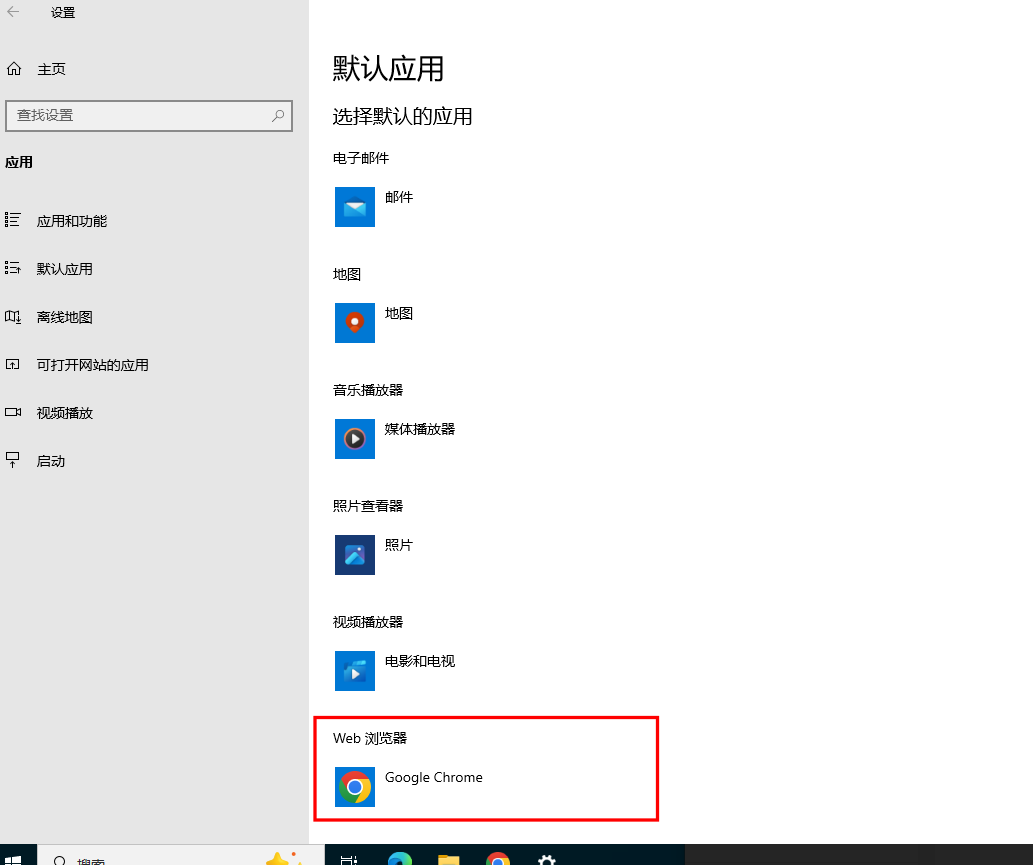 设置
主页
查找设置
应用
应用和功能
默认应用
离线地图
可打开网站的应用
视频播放
启动
默认应用
选择默认的应用
电子邮件
邮件
地图
地图
音乐播放器
媒体播放器
照片查看器
照片
视频播放器
电影和电视
Web 浏览器
Google Chrome
搜索